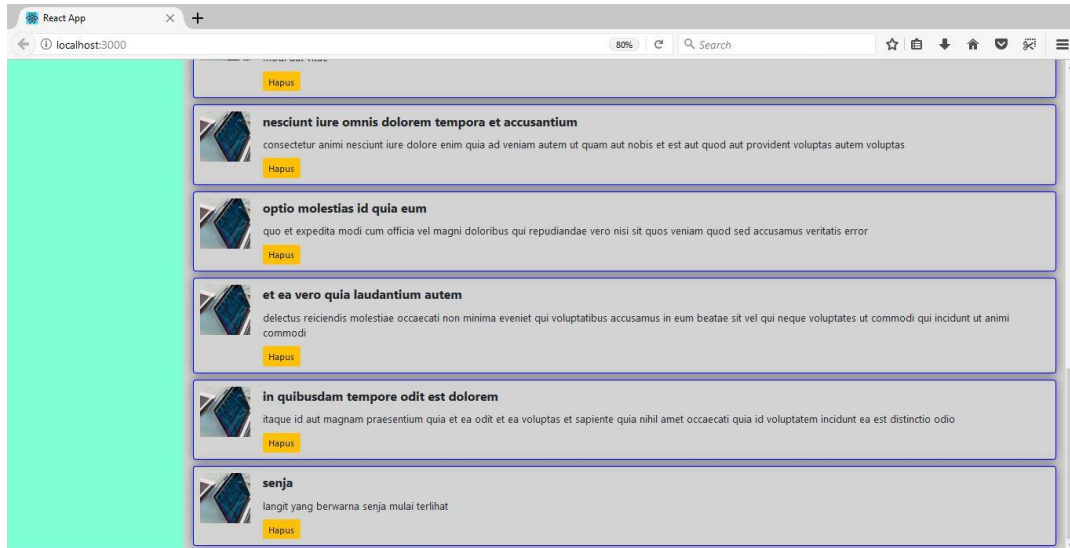 React App
localhost:3000
80%
Search
Hapus
nesciunt iure omnis dolorem tempora et accusantium
consectetur animi nesciunt iure dolore enim quia ad veniam autem ut quam aut nobis et est aut quod aut provident voluptas autem voluptas
Hapus
optio molestias id quia eum
quo et expedita modi cum officia vel magni doloribus qui repudiandae vero nisi sit quos veniam quod sed accusamus veritatis error
Hapus
et ea vero quia laudantium autem
delectus reiciendis molestiae occaecati non minima eveniet qui voluptatibus accusamus in eum beatae sit vel qui neque voluptates ut commodi qui incidunt ut animi
commodi
Hapus
in quibusdam tempore odit est dolorem
itaque id aut magnam praesentium quia et ea odit et ea voluptas et sapiente quia nihil amet occaecati quia id voluptatem incidunt ea est distinctio odio
Hapus
senja
langit yang berwarna senja mulai terlihat
Hapus